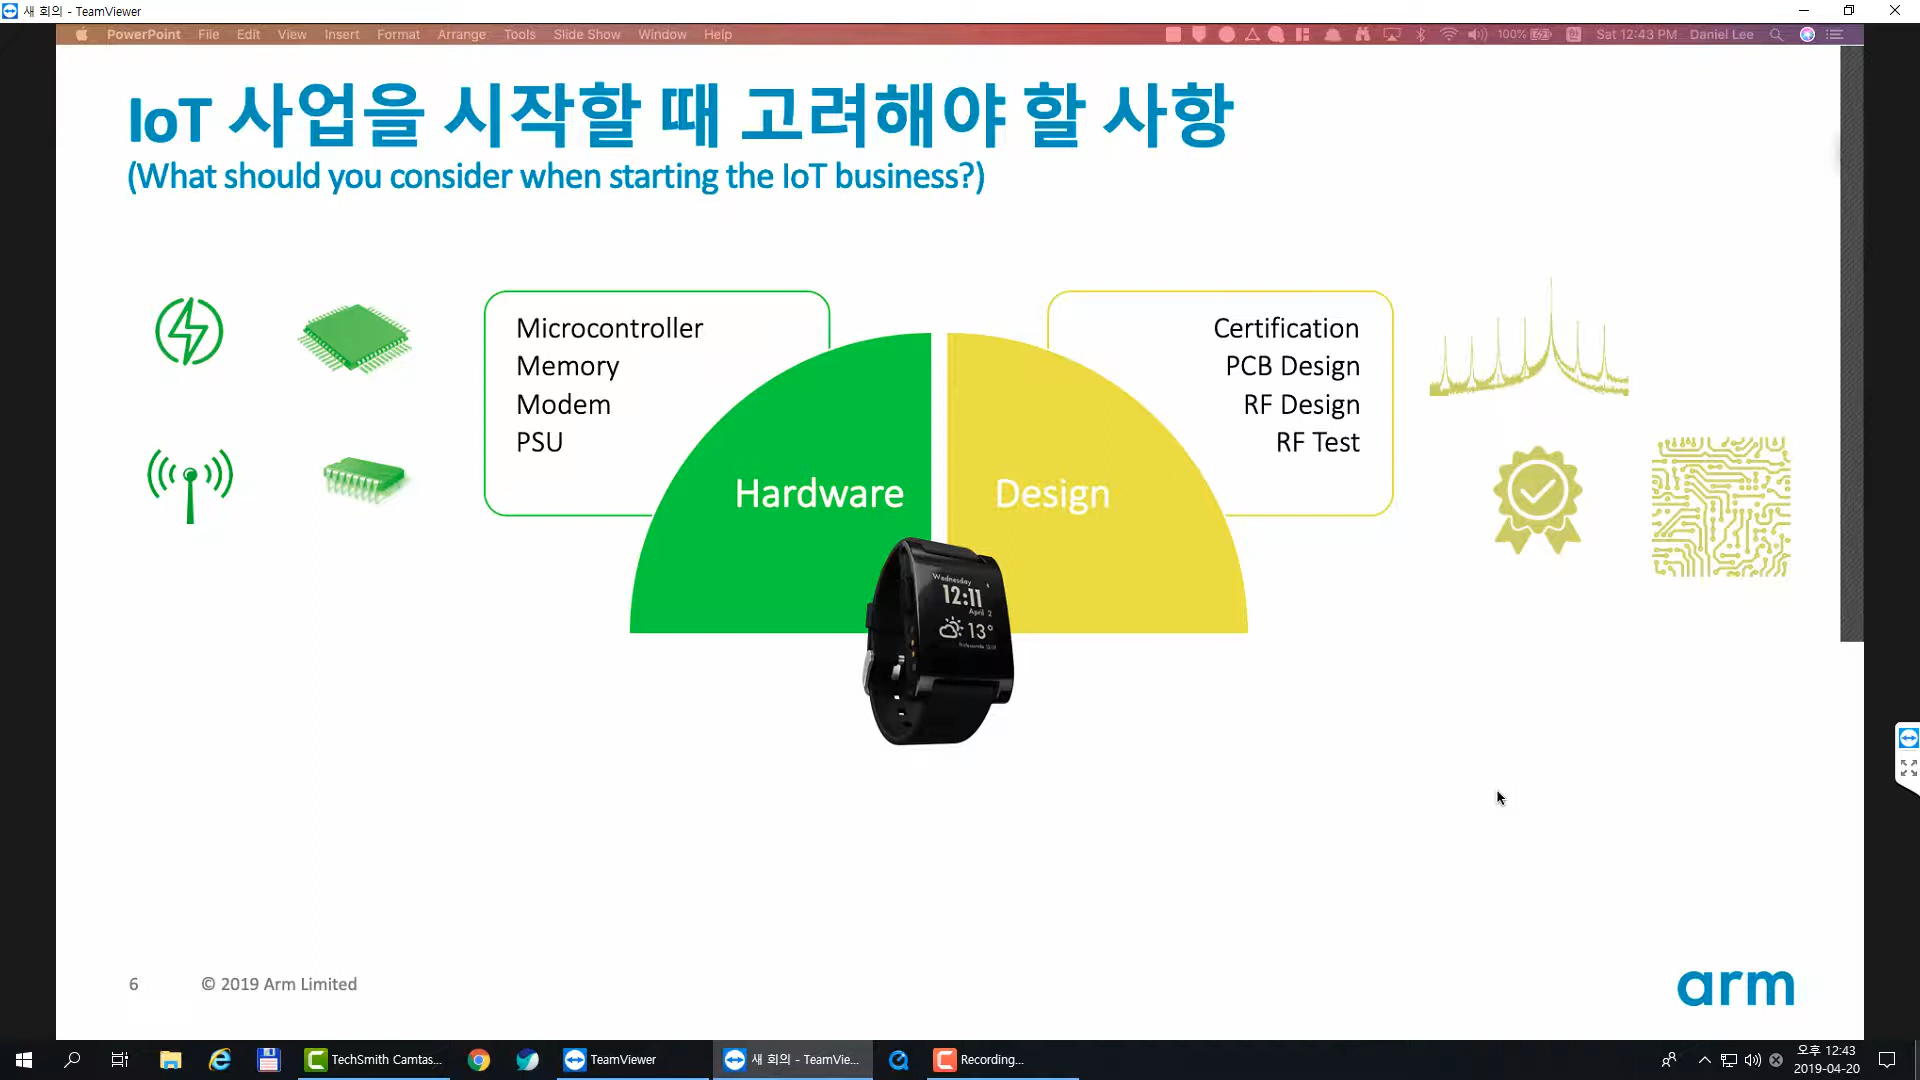 새 회의 - TeamViewer
PowerPoint File Edit View Insert Format Arrange Tools Slide Show Window Help
100% Sat 12:43 PM Daniel Lee
IoT 사업을 시작할 때 고려해야 할 사항
(What should you consider when starting the IoT business?)
Microcontroller
Memory
Modem
PSU
Certification
PCB Design
RF Design
RF Test
Hardware
Design
Wednesday
12:11
April 2
13°
6
© 2019 Arm Limited
arm
TechSmith Camtas...
TeamViewer
새 회의 - TeamVie...
Recording...
오후 12:43
2019-04-20